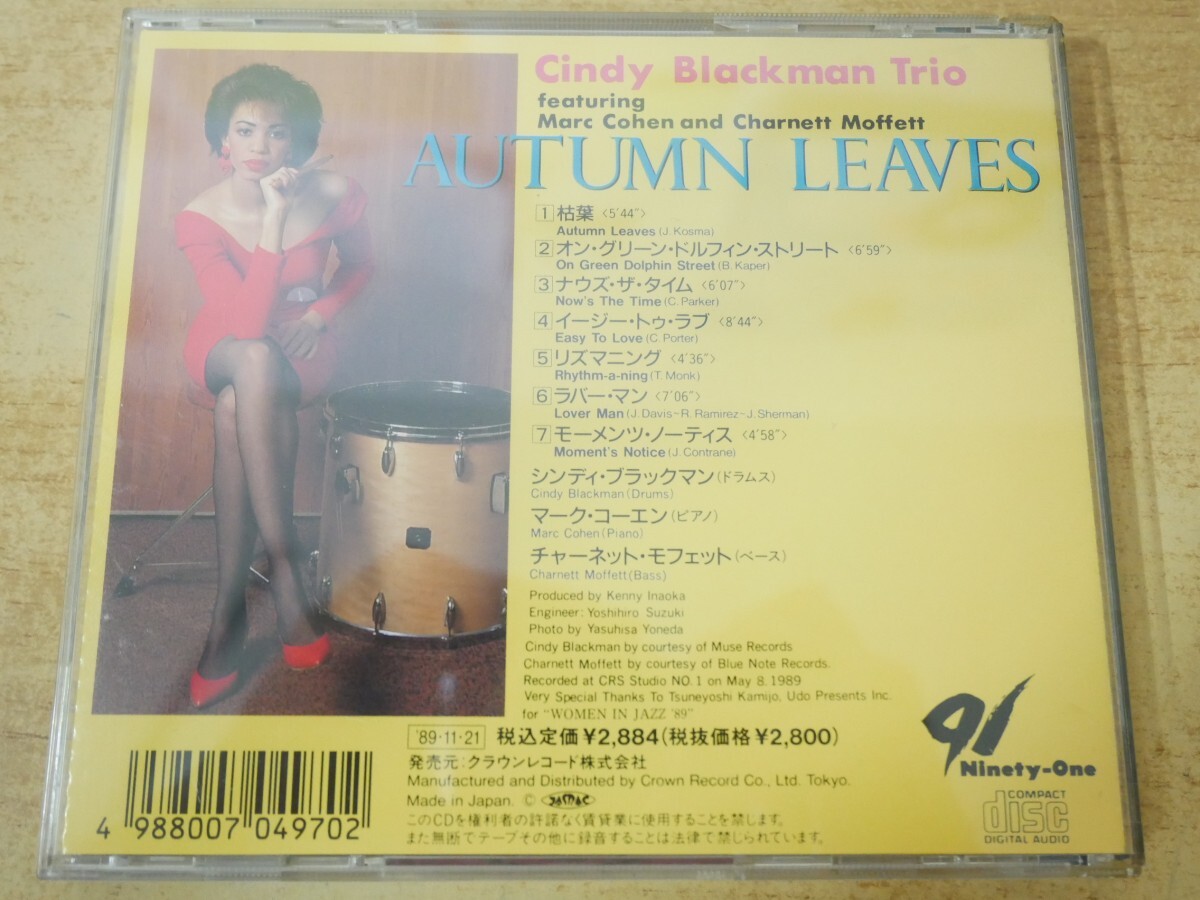 Cindy Blackman Trio
featuring
Marc Cohen and Charnett Moffett
AUTUMN LEAVES
1 枯葉 〈5'44"〉
Autumn Leaves (J. Kosma)
2 オン・グリーン・ドルフィン・ストリート 〈6'59"〉
On Green Dolphin Street (B. Kaper)
3 ナウズ・ザ・タイム 〈6'07"〉
Now's The Time (C. Parker)
4 イージー・トゥ・ラブ 〈8'44"〉
Easy To Love (C. Porter)
5 リズマニング 〈4'36"〉
Rhythm-a-ning (T. Monk)
6 ラバー・マン 〈7'06"〉
Lover Man (J. Davis~R. Ramirez~J. Sherman)
7 モーメンツ・ノーティス 〈4'58"〉
Moment's Notice (J. Contrane)
シンディ・ブラックマン(ドラムス)
Cindy Blackman (Drums)
マーク・コーエン(ピアノ)
Marc Cohen (Piano)
チャーネット・モフェット(ベース)
Charnett Moffett (Bass)
Produced by Kenny Inaoka
Engineer: Yoshihiro Suzuki
Photo by Yasuhisa Yoneda
Cindy Blackman by courtesy of Muse Records
Charnett Moffett by courtesy of Blue Note Records.
Recorded at CRS Studio NO. 1 on May 8. 1989
Very Special Thanks To Tsuneyoshi Kamijo, Udo Presents Inc.
for "WOMEN IN JAZZ '89"
'89·11·21 税込定価¥2,884(税抜価格¥2,800)
発売元:クラウンレコード株式会社
Manufactured and Distributed by Crown Record Co., Ltd. Tokyo.
Made in Japan. © JASRAC
このCDを権利者の許諾なく賃貸業に使用することを禁じます。
また無断でテープその他に録音することは法律で禁じられています。
4 988007 049702
91
Ninety-One
COMPACT
disc
DIGITAL AUDIO